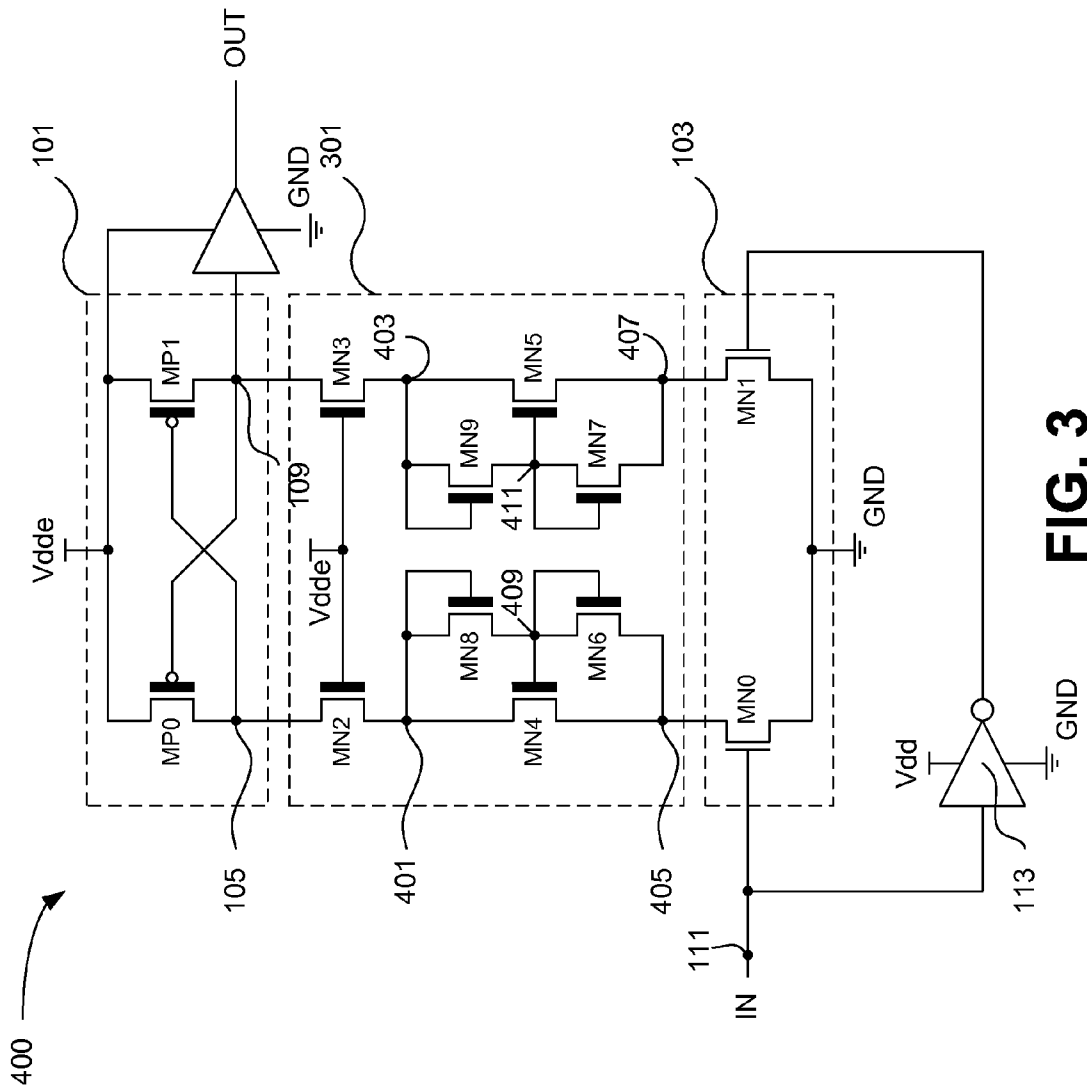 400
101
Vdde
MP0
MP1
OUT
GND
105
109
301
Vdde
MN2
MN3
401
403
MN8
MN9
409
411
MN4
MN5
MN6
MN7
405
407
103
MN0
MN1
111
IN
GND
Vdd
113
GND
FIG. 3